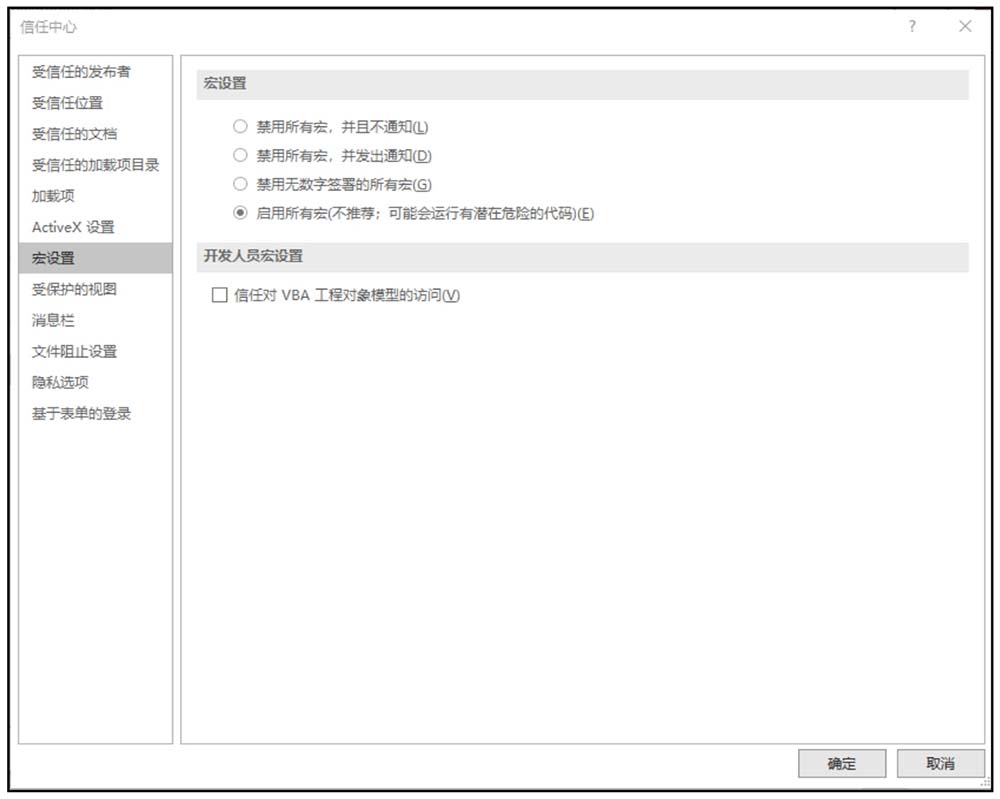 信任中心
?
受信任的发布者
受信任位置
受信任的文档
受信任的加载项目录
加载项
ActiveX 设置
宏设置
受保护的视图
消息栏
文件阻止设置
隐私选项
基于表单的登录
宏设置
禁用所有宏，并且不通知(L)
禁用所有宏，并发出通知(D)
禁用无数字签署的所有宏(G)
启用所有宏(不推荐；可能会运行有潜在危险的代码)(E)
开发人员宏设置
信任对 VBA 工程对象模型的访问(V)
确定
取消